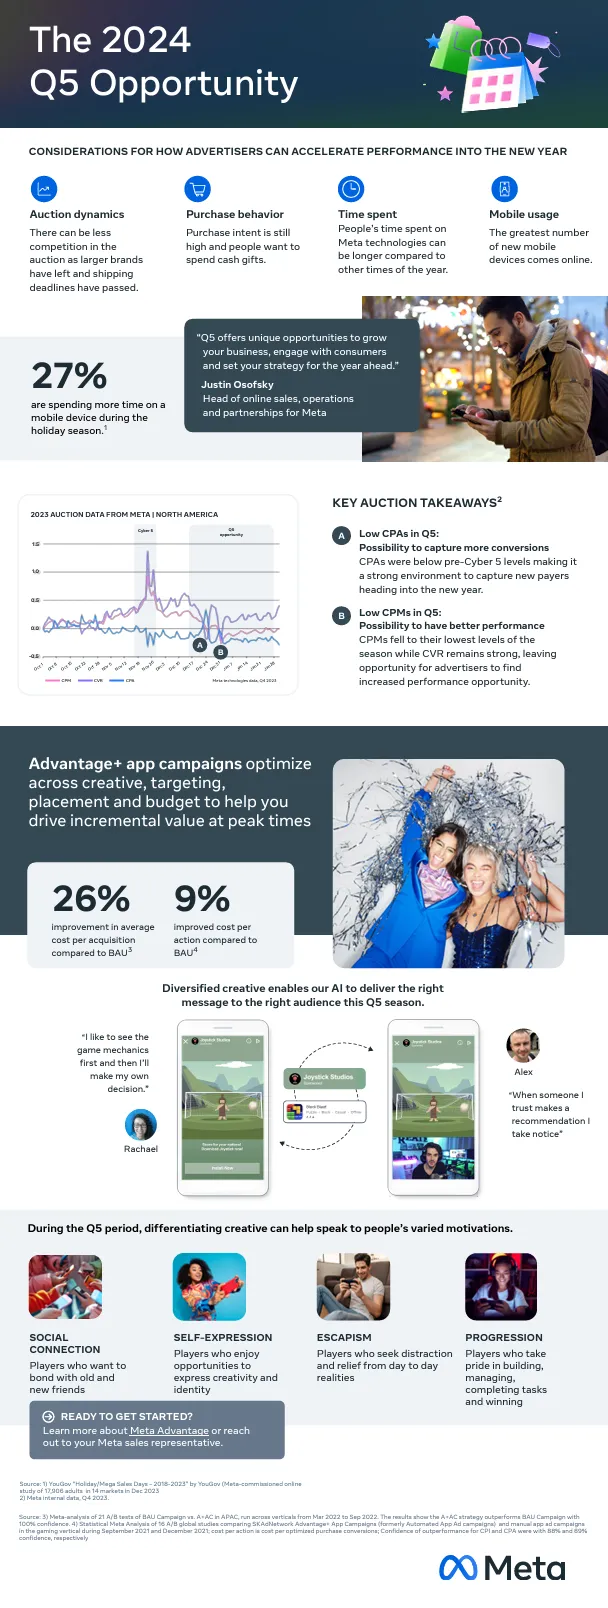 The 2024
Q5 Opportunity
CONSIDERATIONS FOR HOW ADVERTISERS CAN ACCELERATE PERFORMANCE INTO THE NEW YEAR
Auction dynamics
There can be less
competition in the
auction as larger brands
have left and shipping
deadlines have passed.
Purchase behavior
Purchase intent is still
high and people want to
spend cash gifts.
Time spent
People's time spent on
Meta technologies can
be longer compared to
other times of the year.
Mobile usage
The greatest number
of new mobile
devices comes online.
27%
are spending more time on a
mobile device during the
holiday season.1
“Q5 offers unique opportunities to grow
your business, engage with consumers
and set your strategy for the year ahead.”
Justin Osofsky
Head of online sales, operations
and partnerships for Meta
2023 AUCTION DATA FROM META | NORTH AMERICA
Cyber 5
Q5
opportunity
1.5
1.0
0.5
0.0
-0.5
A
B
CPM
CVR
CPA
Meta technologies data, Q4 2023
KEY AUCTION TAKEAWAYS2
A
Low CPAs in Q5:
Possibility to capture more conversions
CPAs were below pre-Cyber 5 levels making it
a strong environment to capture new payers
heading into the new year.
B
Low CPMs in Q5:
Possibility to have better performance
CPMs fell to their lowest levels of the
season while CVR remains strong, leaving
opportunity for advertisers to find
increased performance opportunity.
Advantage+ app campaigns optimize
across creative, targeting,
placement and budget to help you
drive incremental value at peak times
26%
improvement in average
cost per acquisition
compared to BAU3
9%
improved cost per
action compared to
BAU4
Diversified creative enables our AI to deliver the right
message to the right audience this Q5 season.
“I like to see the
game mechanics
first and then I'll
make my own
decision.”
Rachael
Joystick Studios
Install Now
Joystick Studios
Joystick Studios
Alex
“When someone I
trust makes a
recommendation I
take notice”
During the Q5 period, differentiating creative can help speak to people's varied motivations.
SOCIAL
CONNECTION
Players who want to
bond with old and
new friends
SELF-EXPRESSION
Players who enjoy
opportunities to
express creativity and
identity
ESCAPISM
Players who seek distraction
and relief from day to day
realities
PROGRESSION
Players who take
pride in building,
managing,
completing tasks
and winning
READY TO GET STARTED?
Learn more about Meta Advantage or reach
out to your Meta sales representative.
Source: 1) YouGov “Holiday/Mega Sales Days – 2018-2023” by YouGov (Meta-commissioned online
study of 17,906 adults in 14 markets in Dec 2023
2) Meta internal data, Q4 2023.
Source: 3) Meta-analysis of 21 A/B tests of BAU Campaign vs. A+AC in APAC, run across verticals from Mar 2022 to Sep 2022. The results show the A+AC strategy outperforms BAU Campaign with
100% confidence. 4) Statistical Meta Analysis of 16 A/B global studies comparing SKAdNetwork Advantage+ App Campaigns (formerly Automated App Ad campaigns) and manual app ad campaigns
in the gaming vertical during September 2021 and December 2021; cost per action is cost per optimized purchase conversions; Confidence of outperformance for CPI and CPA were with 88% and 69%
confidence, respectively
Meta